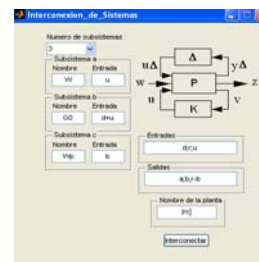 Interconexion_de_Sistemas
Numero de subsistemas
3
Subsistema a
Nombre Entrada
W u
Subsistema b
Nombre Entrada
G0 d+u
Subsistema c
Nombre Entrada
Wp b
Δ
uΔ yΔ
w P z
u v
K
Entradas
d;r;u
Salidas
a;b;r-b
Nombre de la planta
P1
Interconectar